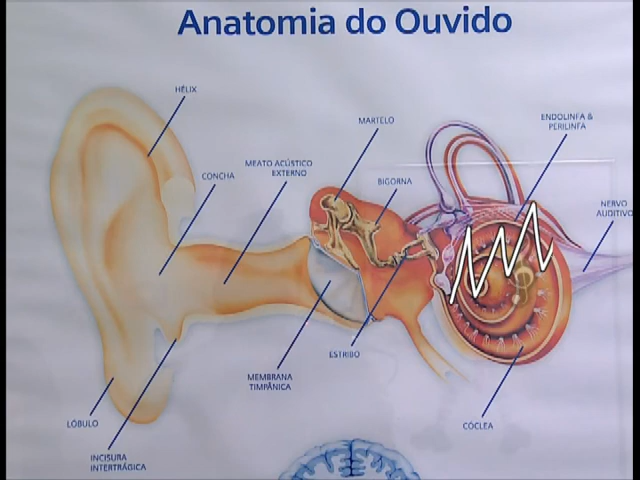 Anatomia do Ouvido
HÉLIX
MARTELO
ENDOLINFA &
PERILINFA
MEATO ACÚSTICO
EXTERNO
CONCHA
BIGORNA
NERVO
AUDITIVO
ESTRIBO
MEMBRANA
TIMPÂNICA
LÓBULO
CÓCLEA
INCISURA
INTERTRÁGICA